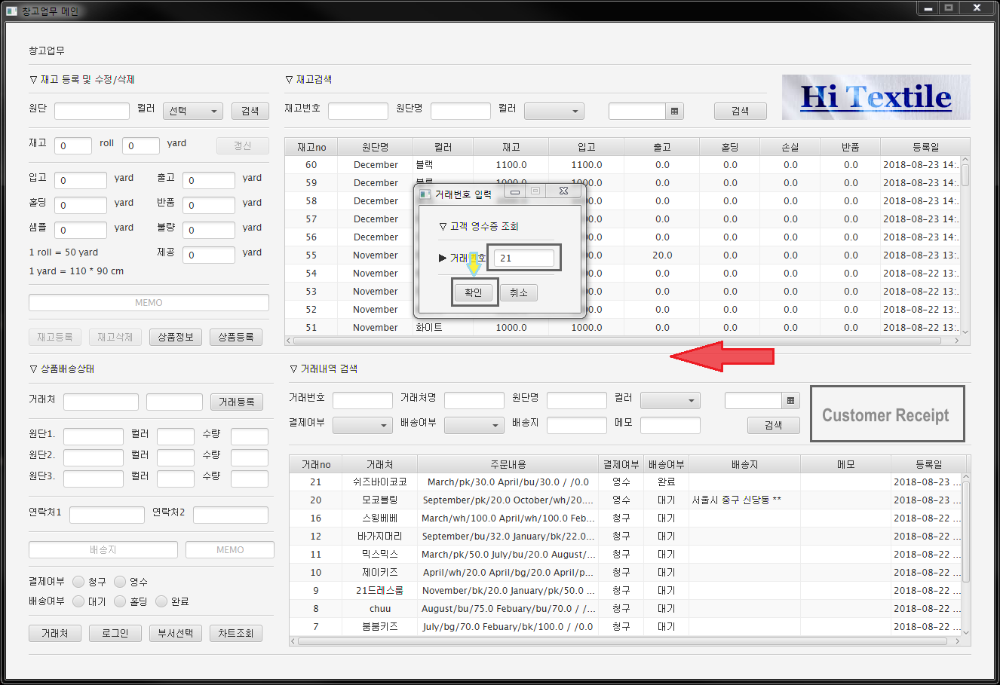 창고업무 메인
창고업무
▽ 재고 등록 및 수정/삭제
원단 컬러 선택 검색
재고 0 roll 0 yard 갱신
입고 0 yard 출고 0 yard
홀딩 0 yard 반품 0 yard
샘플 0 yard 불량 0 yard
1 roll = 50 yard 제공 0 yard
1 yard = 110 * 90 cm
MEMO
재고등록 재고삭제 상품정보 상품등록
▽ 재고검색
Hi Textile
재고번호 원단명 컬러 검색
재고no 원단명 컬러 재고 입고 출고 홀딩 손실 반품 등록일
60 December 블랙 1100.0 1100.0 0.0 0.0 0.0 0.0 2018-08-23 14:.
59 December 0.0 0.0 0.0 0.0 2018-08-23 14:.
58 December 0.0 0.0 0.0 0.0 2018-08-23 14:.
57 December 0.0 0.0 0.0 0.0 2018-08-23 14:.
56 December 0.0 0.0 0.0 0.0 2018-08-23 14:.
55 November 20.0 0.0 0.0 0.0 2018-08-23 13:.
54 November 0.0 0.0 0.0 0.0 2018-08-22 13:.
53 November 0.0 0.0 0.0 0.0 2018-08-22 13:.
52 November 0.0 0.0 0.0 0.0 2018-08-22 13:.
51 November 화이트 1000.0 1000.0 0.0 0.0 0.0 0.0 2018-08-22 13:.
거래번호 입력
▽ 고객 영수증 조회
▶ 거래 호 21
확인 취소
▽ 상품배송상태
거래처 거래등록
원단1. 컬러 수량
원단2. 컬러 수량
원단3. 컬러 수량
연락처1 연락처2
배송지 MEMO
결제여부 청구 영수
배송여부 대기 홀딩 완료
거래처 로그인 부서선택 차트조회
▽ 거래내역 검색
거래번호 거래처명 원단명 컬러
결제여부 배송여부 배송지 메모 검색
Customer Receipt
거래no 거래처 주문내용 결제여부 배송여부 배송지 메모 등록일
21 쉬즈바이코코 March/pk/30.0 April/bu/30.0 / /0.0 영수 완료 2018-08-23 ...
20 모코블링 September/pk/20.0 October/wh/20.... 영수 대기 서울시 중구 신당동 ** 2018-08-23 ...
16 스윙베베 March/wh/100.0 April/wh/100.0 Feb... 청구 대기 2018-08-22 ...
12 바가지머리 September/bu/32.0 January/bk/22.0... 청구 대기 2018-08-22 ...
11 믹스믹스 March/pk/50.0 July/bu/20.0 August/... 청구 대기 2018-08-22 ...
10 제이키즈 April/wh/20.0 April/bg/20.0 April/p... 청구 대기 2018-08-22 ...
9 21드레스룸 November/bk/20.0 January/pk/50.0 ... 청구 대기 2018-08-22 ...
8 chuu August/bu/75.0 Febuary/bu/70.0 / /... 청구 대기 2018-08-22 ...
7 붐붐키즈 July/bg/70.0 Febuary/bk/100.0 / /0.0 청구 대기 2018-08-22 ...